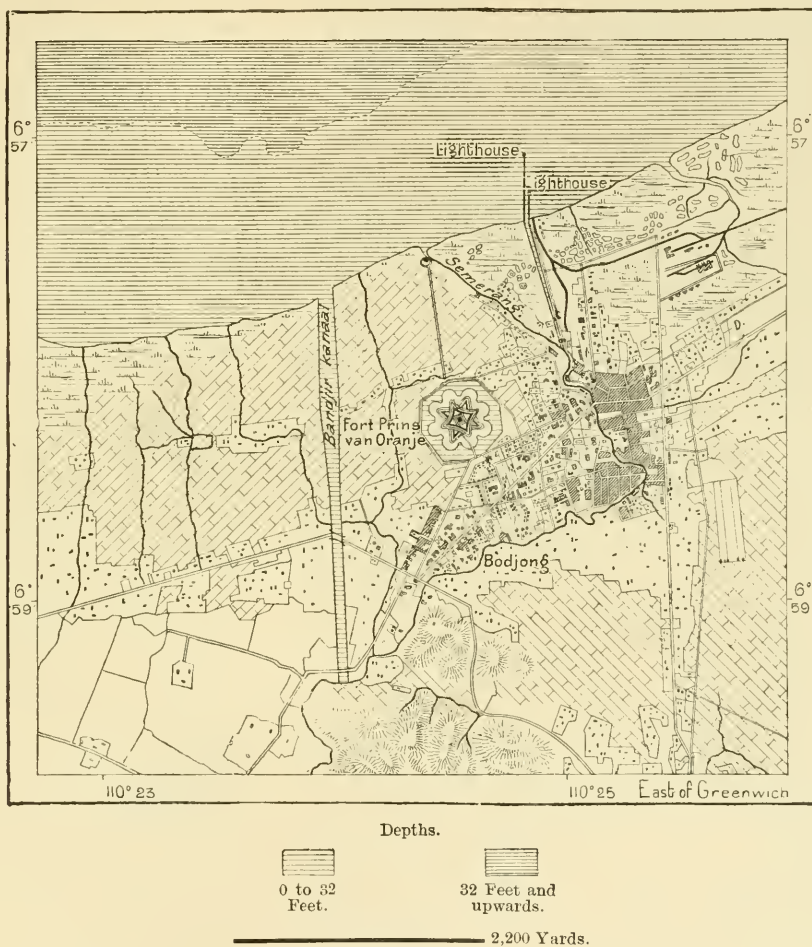 6° 57
6° 57
Lighthouse
Lighthouse
Semarang
Bandjir Kanaal
Fort Prins
van Oranje
D.
Bodjong
6° 59
6° 59
110° 23
110° 25
East of Greenwich
Depths.
0 to 32
Feet.
32 Feet and
upwards.
2,200 Yards.